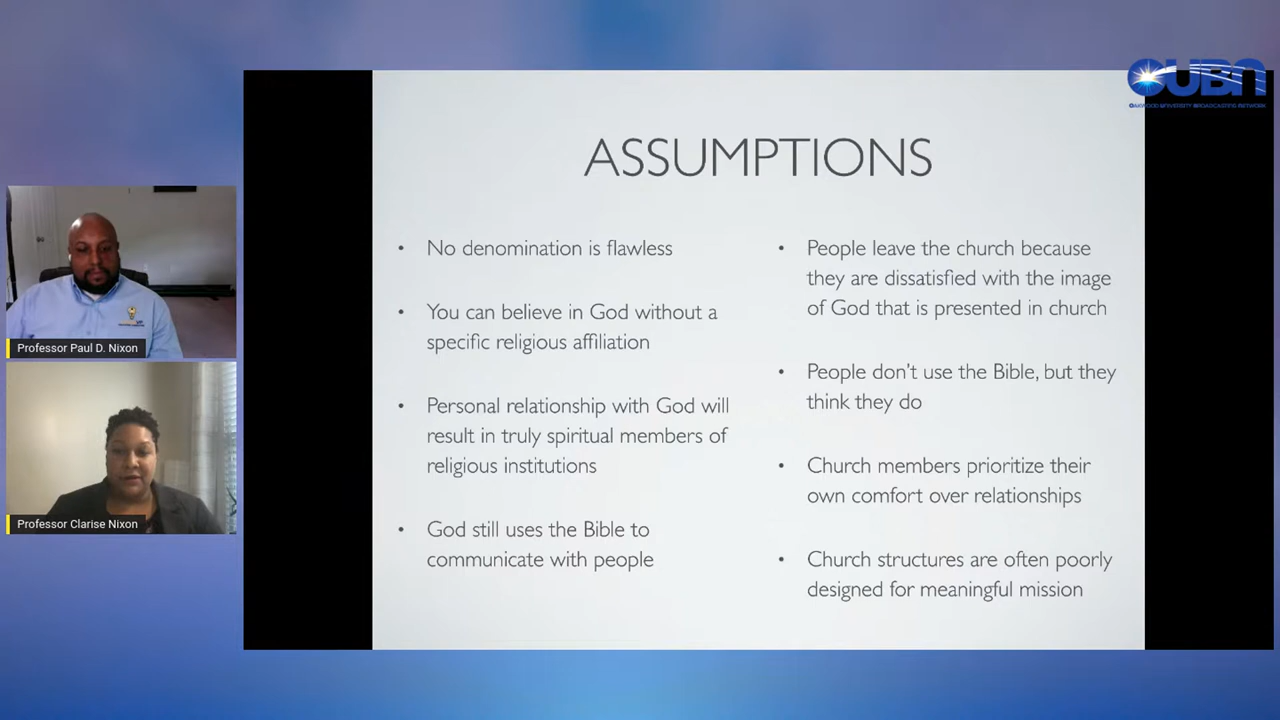 OUBN
OAKWOOD UNIVERSITY BROADCASTING NETWORK
ASSUMPTIONS
• No denomination is flawless
• You can believe in God without a
specific religious affiliation
• Personal relationship with God will
result in truly spiritual members of
religious institutions
• God still uses the Bible to
communicate with people
• People leave the church because
they are dissatisfied with the image
of God that is presented in church
• People don’t use the Bible, but they
think they do
• Church members prioritize their
own comfort over relationships
• Church structures are often poorly
designed for meaningful mission
Professor Paul D. Nixon
Professor Clarise Nixon